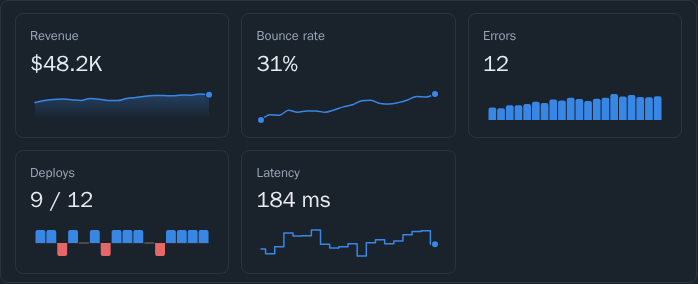 Revenue
$48.2K
Bounce rate
31%
Errors
12
Deploys
9 / 12
Latency
184 ms